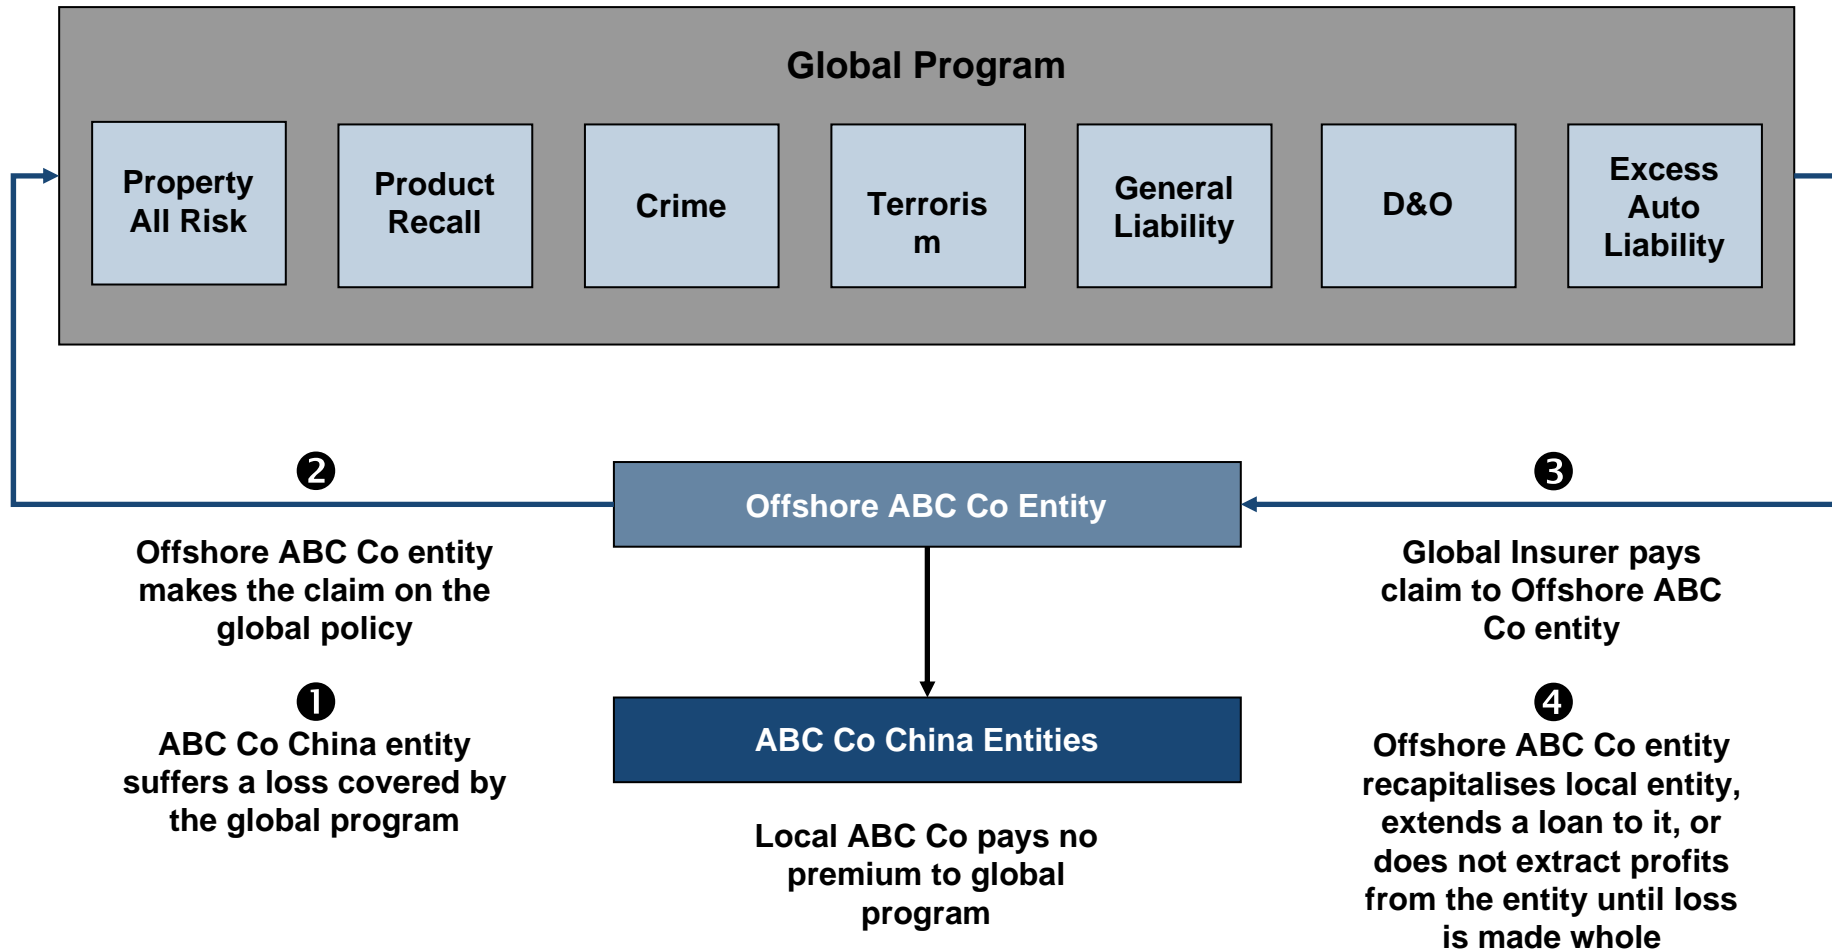 Global Program
Property
All Risk
Product
Recall
Crime
Terroris
m
General
Liability
D&O
Excess
Auto
Liability
❷
Offshore ABC Co Entity
❸
Offshore ABC Co entity
makes the claim on the
global policy
Global Insurer pays
claim to Offshore ABC
Co entity
❶
ABC Co China entity
suffers a loss covered by
the global program
ABC Co China Entities
Local ABC Co pays no
premium to global
program
❹
Offshore ABC Co entity
recapitalises local entity,
extends a loan to it, or
does not extract profits
from the entity until loss
is made whole